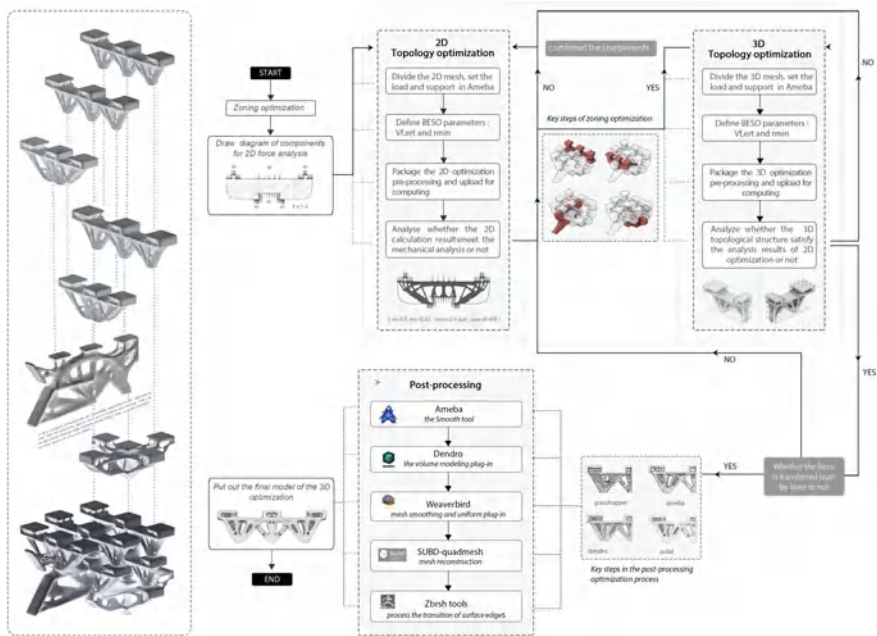 START
Zoning optimization
Draw diagram of components
for 2D force analysis
2D
Topology optimization
Divide the 2D mesh, set the
load and support in Ameba
Define BESO parameters :
Vf.ert and rmin
Package the 2D optimization
pre-processing and upload for
computing
Analyse whether the 2D
calculation resultsmeet the
mechanical analysis or not
combined the components
NO
YES
Key steps of zoning optimization
3D
Topology optimization
Divide the 3D mesh, set the
load and support in Ameba
Define BESO parameters :
Vf.ert and rmin
Package the 3D optimization
pre-processing and upload for
computing
Analyze whether the 3D
topological structure satisfy
the analysis results of 2D
optimization or not
NO
NO
YES
YES
Whether the force
is transferred layer
by layer or not
>
Post-processing
Ameba
the Smooth tool
Dendro
the volume modeling plug-in
Weaverbird
mesh smoothing and uniform plug-in
SUBD-quadmesh
mesh reconstruction
Zbrsh tools
process the transition of surface edges
grasshopper
ameba
dendro
subd
Key steps in the post-processing
optimization process
Put out the final model of the 3D
optimization
END